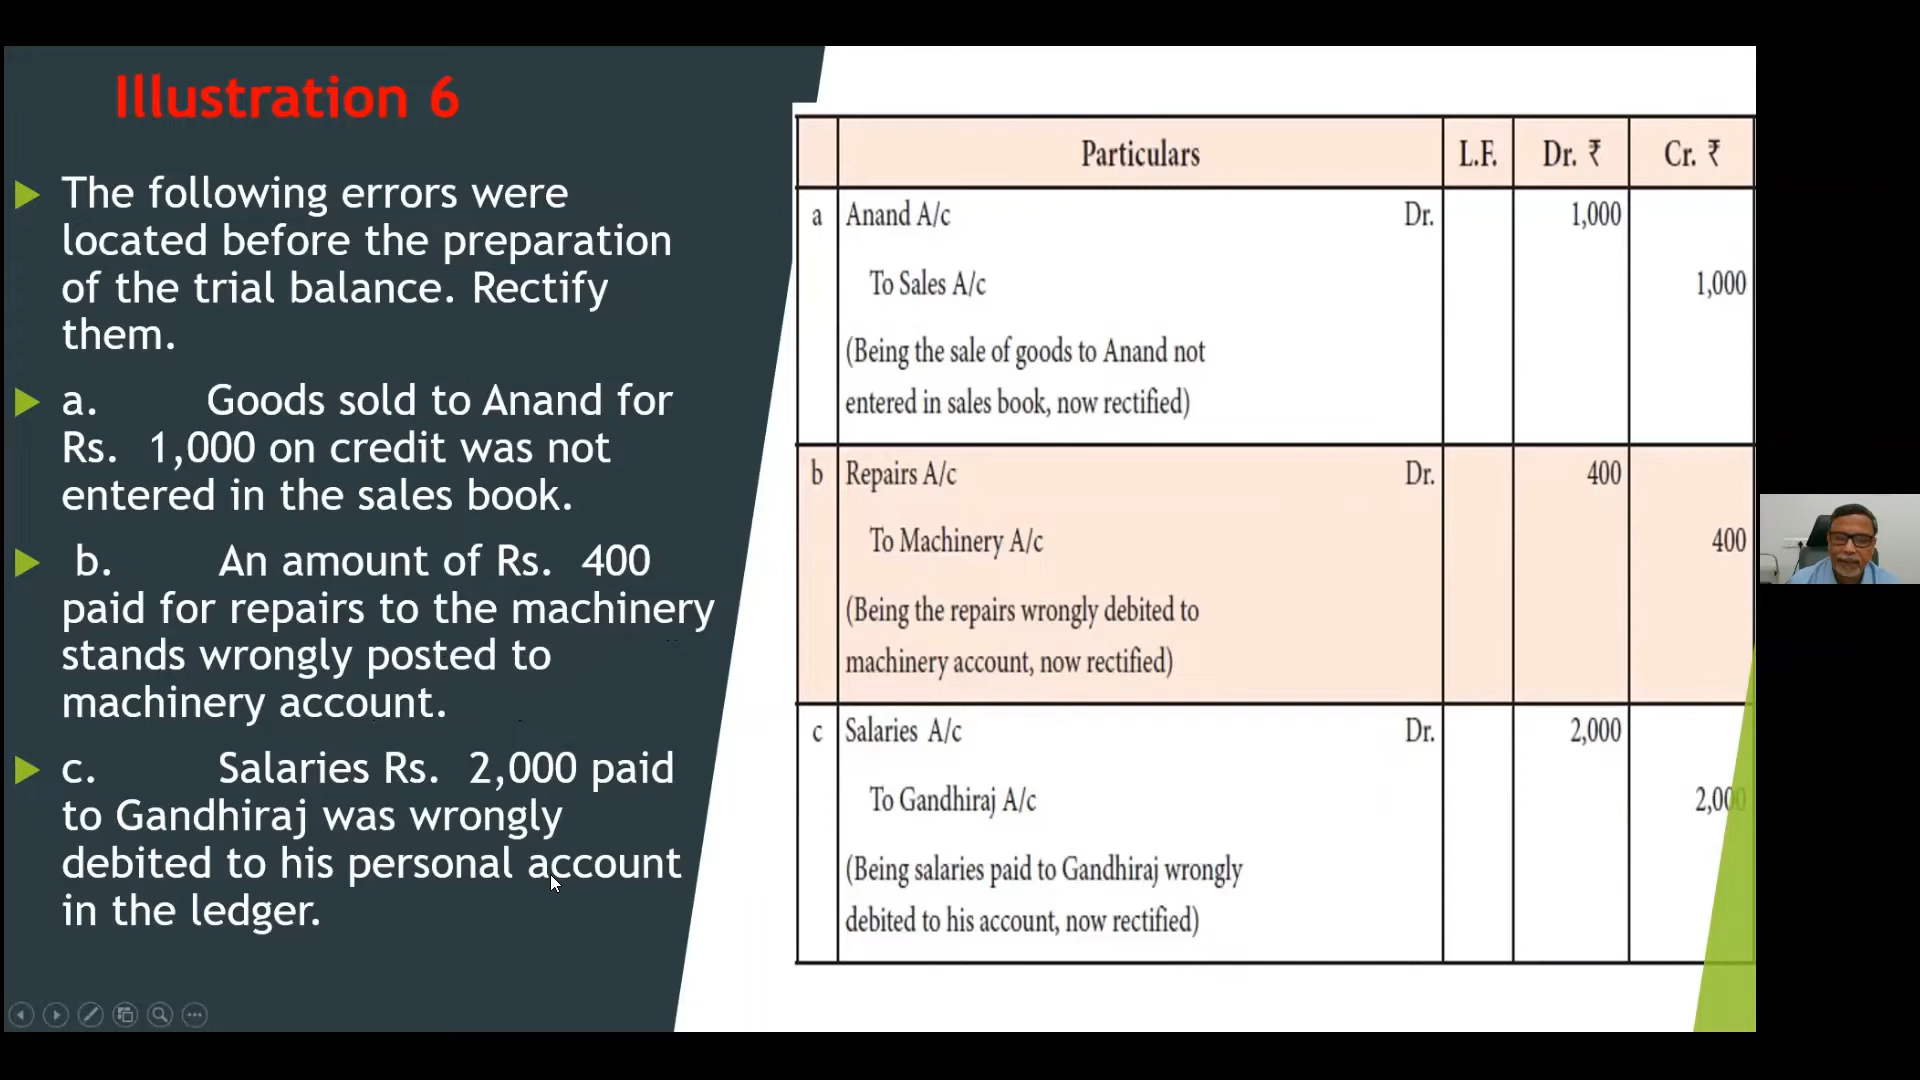 Illustration 6
The following errors were
located before the preparation
of the trial balance. Rectify
them.
a. Goods sold to Anand for
Rs. 1,000 on credit was not
entered in the sales book.
b. An amount of Rs. 400
paid for repairs to the machinery
stands wrongly posted to
machinery account.
c. Salaries Rs. 2,000 paid
to Gandhiraj was wrongly
debited to his personal account
in the ledger.
Particulars L.F. Dr. ₹ Cr. ₹
a Anand A/c Dr. 1,000
To Sales A/c 1,000
(Being the sale of goods to Anand not
entered in sales book, now rectified)
b Repairs A/c Dr. 400
To Machinery A/c 400
(Being the repairs wrongly debited to
machinery account, now rectified)
c Salaries A/c Dr. 2,000
To Gandhiraj A/c 2,000
(Being salaries paid to Gandhiraj wrongly
debited to his account, now rectified)